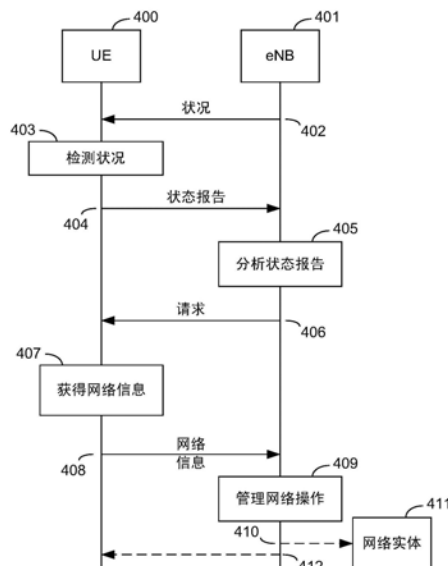 400
401
UE
eNB
状况
402
403
检测状况
状态报告
404
405
分析状态报告
请求
406
407
获得网络信息
网络
信息
408
409
管理网络操作
410
411
网络实体
412